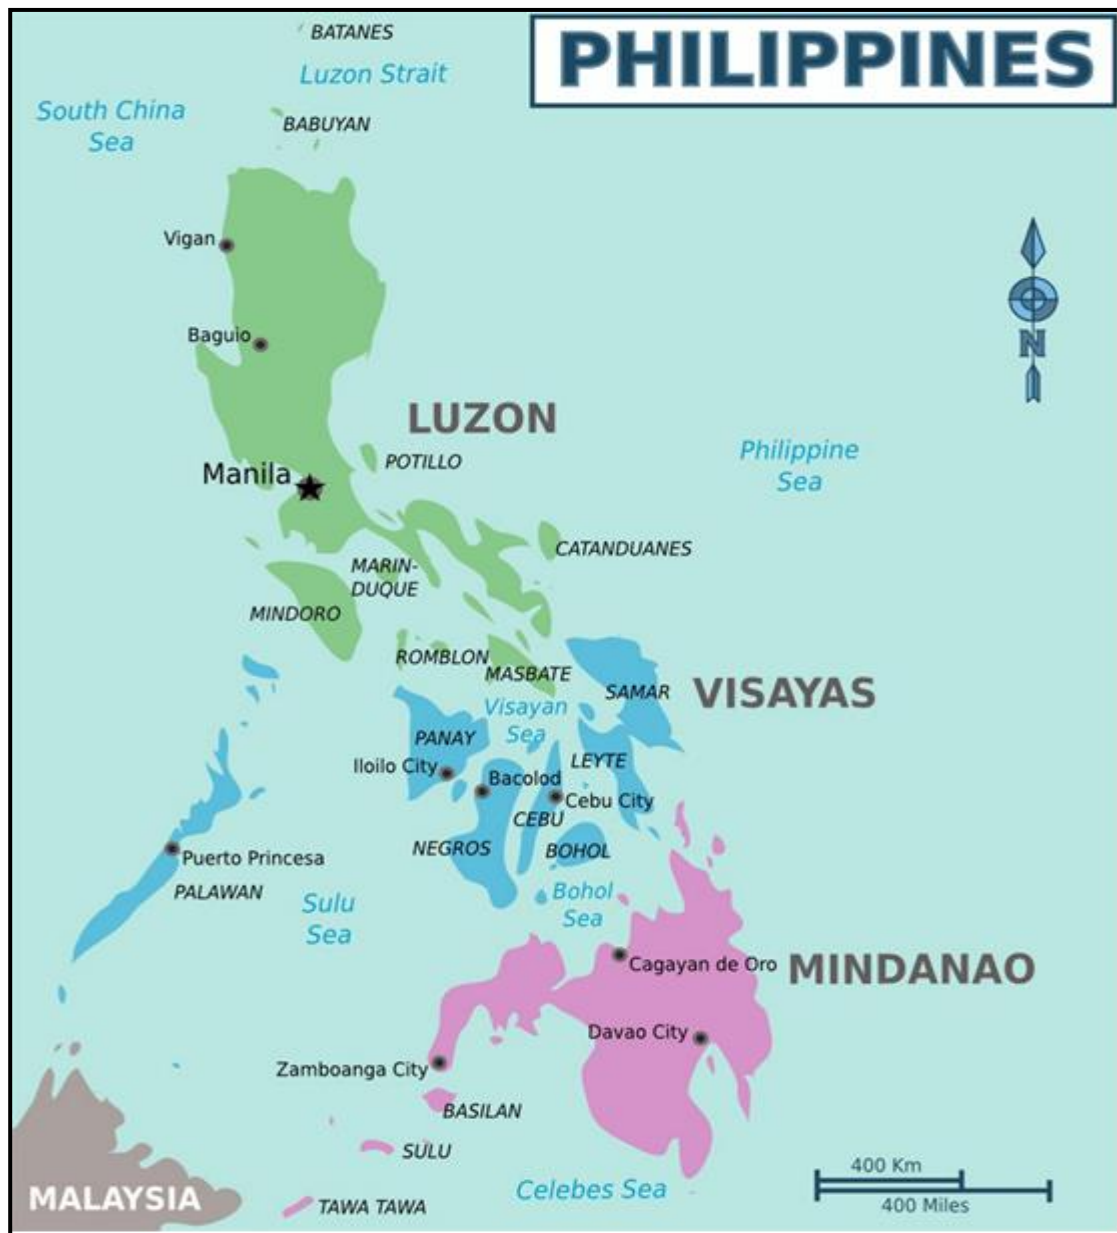 BATANES
PHILIPPINES
Luzon Strait
South China
Sea
BABUYAN
Vigan
Baguio
N
LUZON
Philippine
Sea
POTILLO
Manila
CATANDUANES
MARIN-
DUQUE
MINDORO
ROMBLON
MASBATE
SAMAR
VISAYAS
Visayan
Sea
PANAY
Iloilo City
LEYTE
Bacolod
Cebu City
CEBU
NEGROS
BOHOL
Puerto Princesa
PALAWAN
Sulu
Sea
Bohol
Sea
Cagayan de Oro
MINDANAO
Davao City
Zamboanga City
BASILAN
SULU
400 Km
Celebes Sea
MALAYSIA
TAWA TAWA
400 Miles